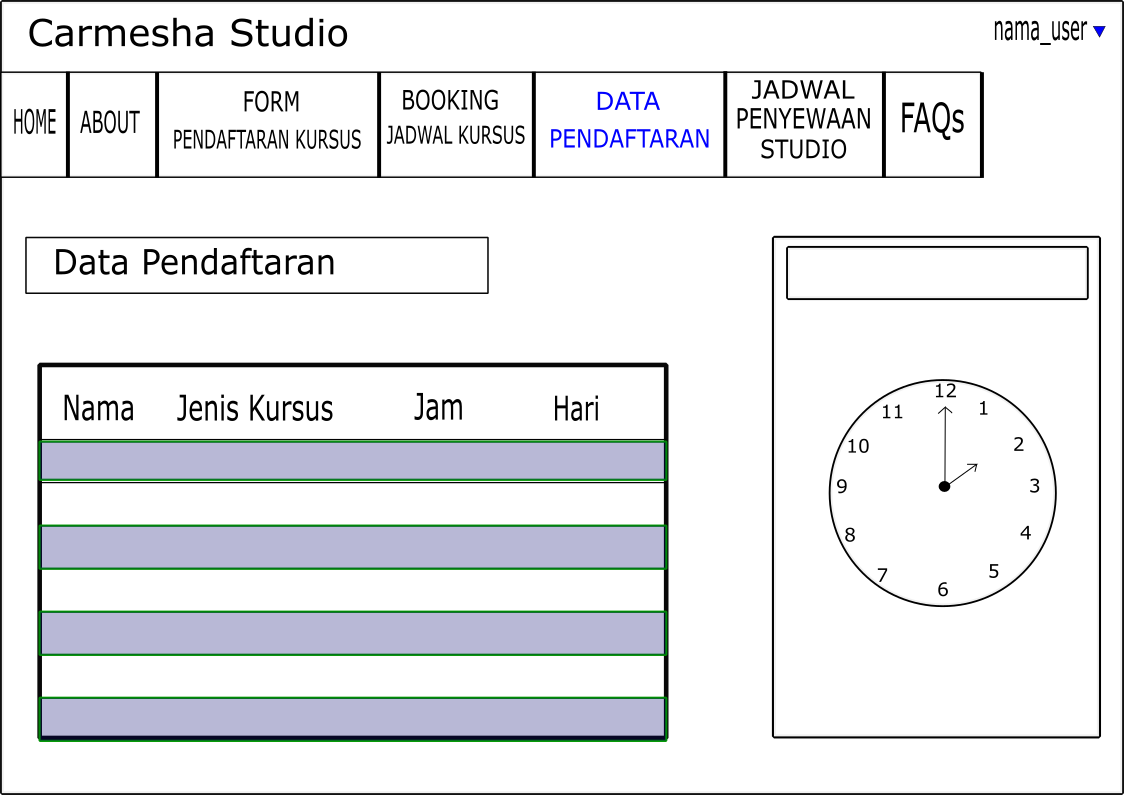 Carmesha Studio
nama_user
HOME
ABOUT
FORM
PENDAFTARAN KURSUS
BOOKING
JADWAL KURSUS
DATA
PENDAFTARAN
JADWAL
PENYEWAAN
STUDIO
FAQs
Data Pendaftaran
Nama Jenis Kursus Jam Hari
12
1
2
3
4
5
6
7
8
9
10
11